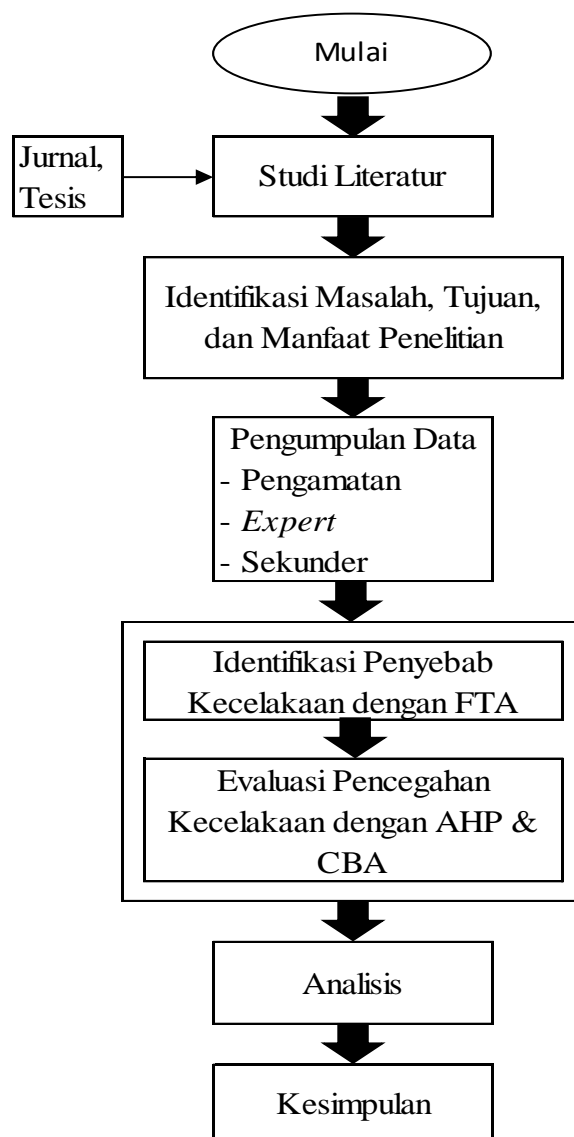 Mulai
Jurnal,
Tesis
Studi Literatur
Identifikasi Masalah, Tujuan,
dan Manfaat Penelitian
Pengumpulan Data
- Pengamatan
- Expert
- Sekunder
Identifikasi Penyebab
Kecelakaan dengan FTA
Evaluasi Pencegahan
Kecelakaan dengan AHP &
CBA
Analisis
Kesimpulan